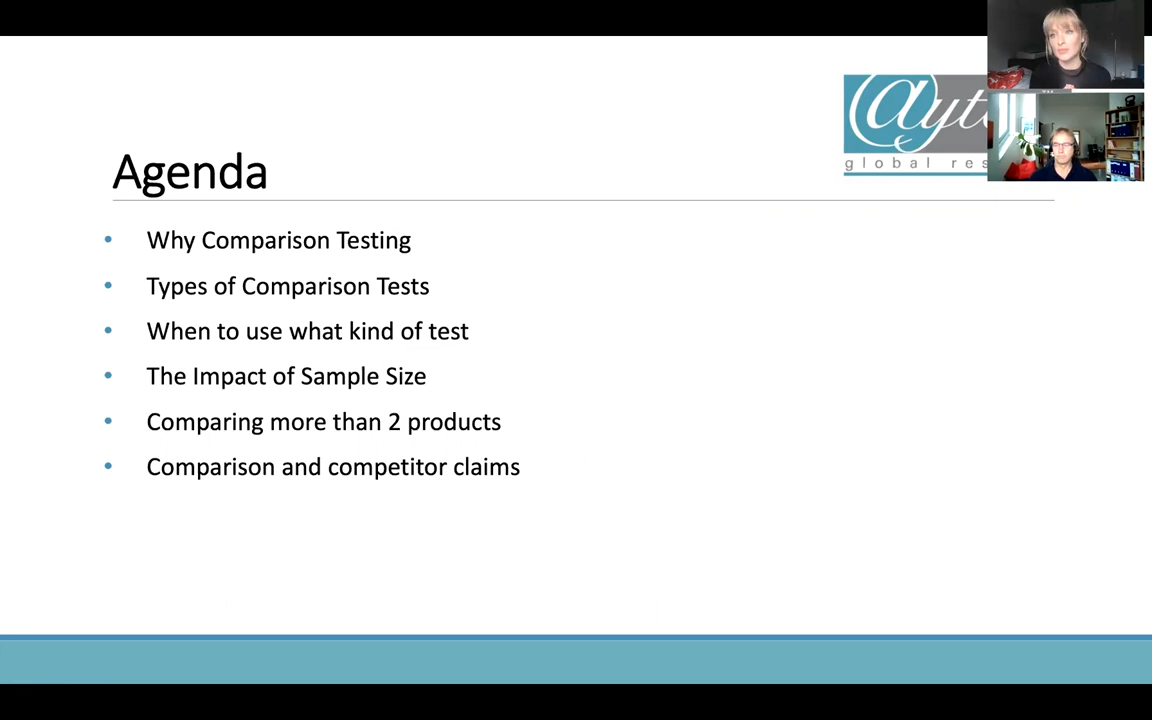 Agenda
• Why Comparison Testing
• Types of Comparison Tests
• When to use what kind of test
• The Impact of Sample Size
• Comparing more than 2 products
• Comparison and competitor claims
@yt
global res